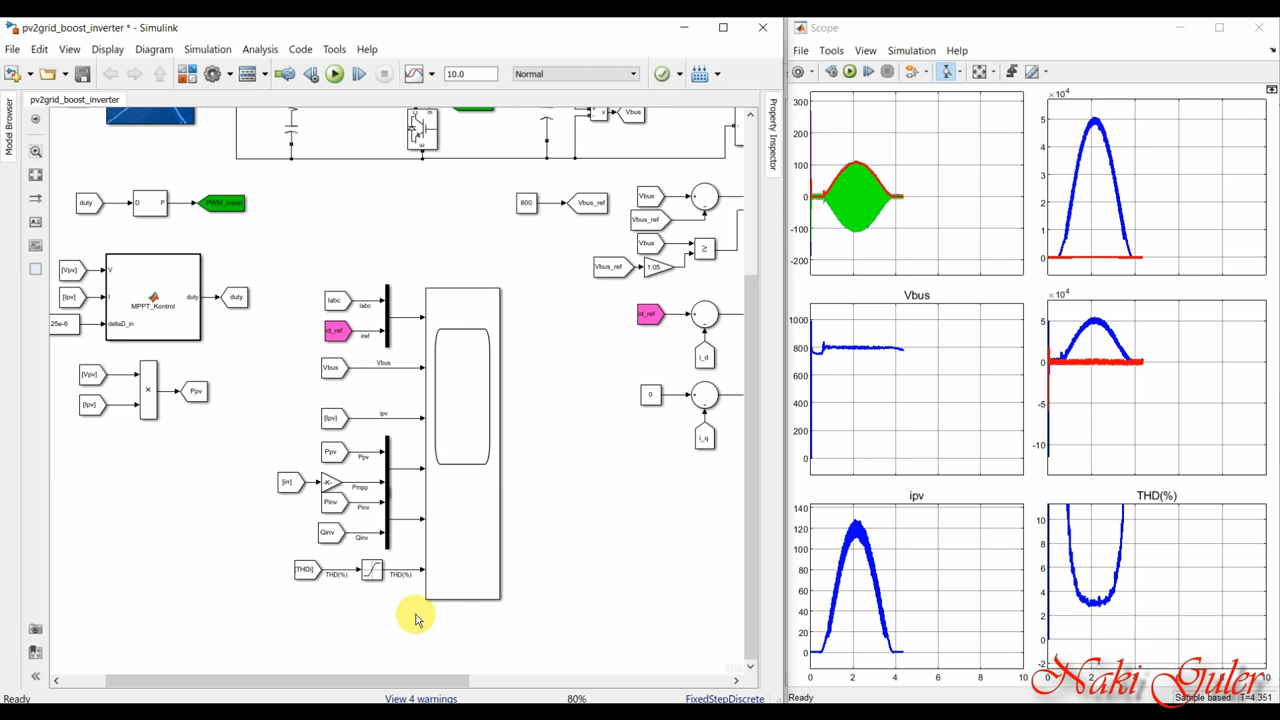 pv2grid_boost_inverter * - Simulink
File Edit View Display Diagram Simulation Analysis Code Tools Help
10.0
Normal
pv2grid_boost_inverter
Model Browser
Property Inspector
Vbus
duty
D P
PWM_boost
800
Vbus_ref
Vbus
Vbus_ref
Vbus
≥
Vbus_ref
1.05
[Vpv]
V
[Ipv]
I
duty
duty
MPPT_Kontrol
25e-6
deltaD_in
Iabc
Iabc
id_ref
iref
id_ref
i_d
Vbus
Vbus
[Vpv]
×
Ppv
[Ipv]
0
[Ipv]
ipv
i_q
Ppv
Ppv
[irr]
-K-
Pmpp
Pinv
Pinv
Qinv
Qinv
THDi]
THD(%)
THD(%)
Ready
View 4 warnings
80%
FixedStepDiscrete
Scope
File Tools View Simulation Help
300
200
100
0
-100
-200
×10⁴
5
4
3
2
1
0
Vbus
1000
800
600
400
200
0
×10⁴
5
0
-5
-10
ipv
140
120
100
80
60
40
20
0
0 2 4 6 8 10
THD(%)
10
8
6
4
2
0
-2
10
Naki Guler
Ready
Sample based
T=4.351